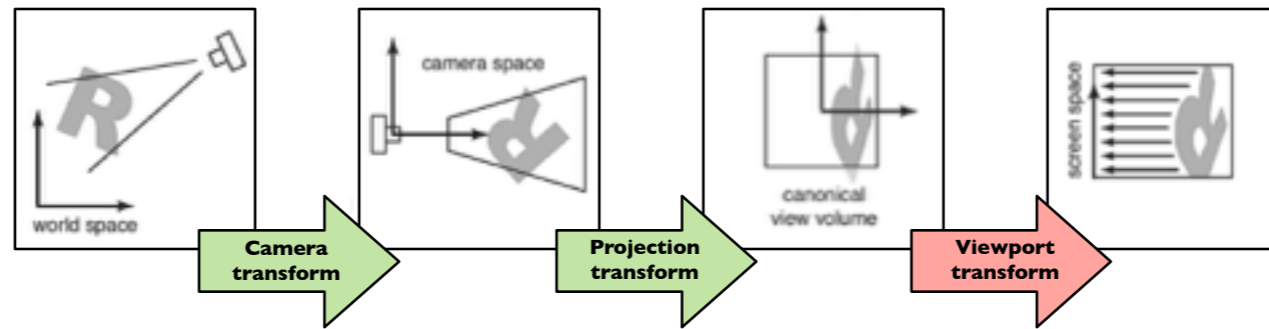 world space
camera space
canonical
view volume
screen space
Camera
transform
Projection
transform
Viewport
transform
R
R
R
R